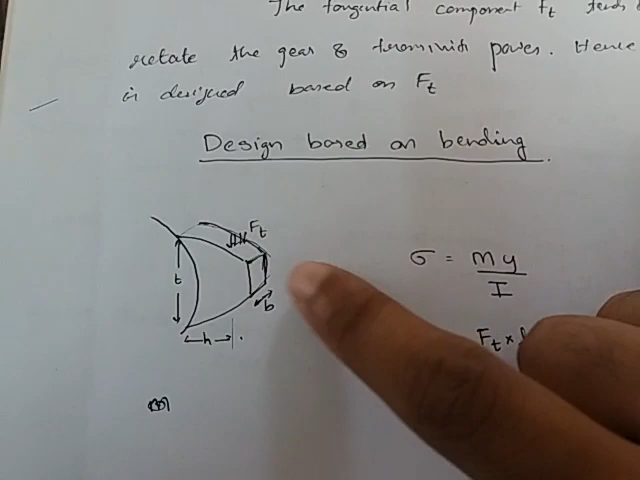 The tangential component Ft tends
rotate the gear & transmits power. Hence
is designed based on Ft
Design based on bending.
Ft
t
b
h
σ = My
I
Ft ×